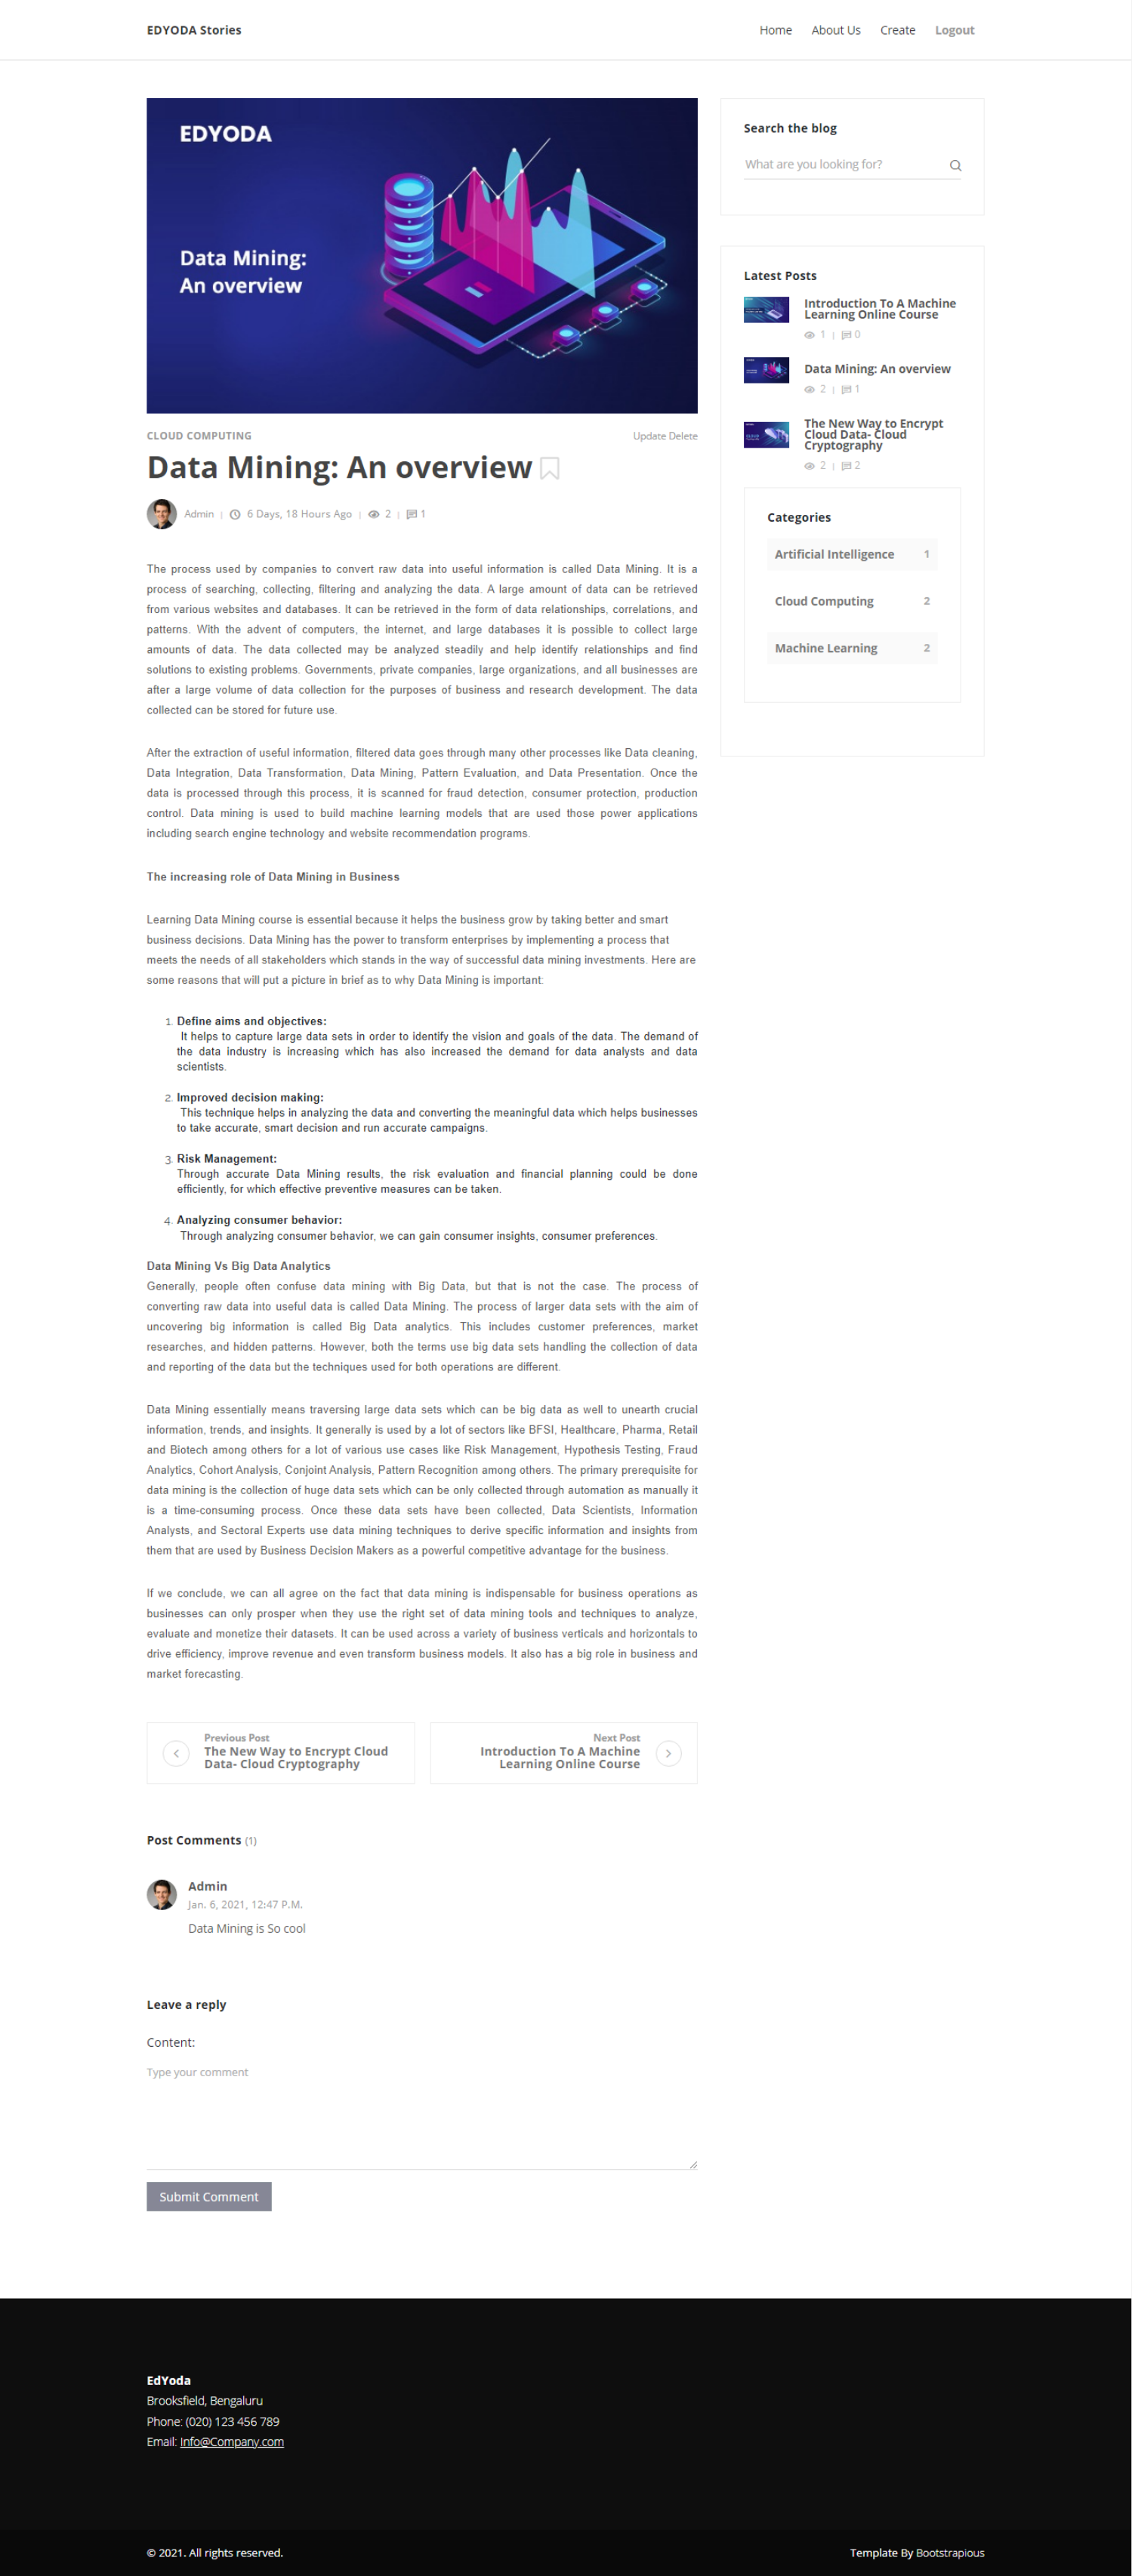 EDYODA Stories
Home About Us Create Logout
EDYODA
Data Mining:
An overview
CLOUD COMPUTING
Update Delete
Data Mining: An overview
Admin | 6 Days, 18 Hours Ago | 2 | 1
The process used by companies to convert raw data into useful information is called Data Mining. It is a
process of searching, collecting, filtering and analyzing the data. A large amount of data can be retrieved
from various websites and databases. It can be retrieved in the form of data relationships, correlations, and
patterns. With the advent of computers, the internet, and large databases it is possible to collect large
amounts of data. The data collected may be analyzed steadily and help identify relationships and find
solutions to existing problems. Governments, private companies, large organizations, and all businesses are
after a large volume of data collection for the purposes of business and research development. The data
collected can be stored for future use.
After the extraction of useful information, filtered data goes through many other processes like Data cleaning,
Data Integration, Data Transformation, Data Mining, Pattern Evaluation, and Data Presentation. Once the
data is processed through this process, it is scanned for fraud detection, consumer protection, production
control. Data mining is used to build machine learning models that are used those power applications
including search engine technology and website recommendation programs.
The increasing role of Data Mining in Business
Learning Data Mining course is essential because it helps the business grow by taking better and smart
business decisions. Data Mining has the power to transform enterprises by implementing a process that
meets the needs of all stakeholders which stands in the way of successful data mining investments. Here are
some reasons that will put a picture in brief as to why Data Mining is important:
1. Define aims and objectives:
It helps to capture large data sets in order to identify the vision and goals of the data. The demand of
the data industry is increasing which has also increased the demand for data analysts and data
scientists.
2. Improved decision making:
This technique helps in analyzing the data and converting the meaningful data which helps businesses
to take accurate, smart decision and run accurate campaigns.
3. Risk Management:
Through accurate Data Mining results, the risk evaluation and financial planning could be done
efficiently, for which effective preventive measures can be taken.
4. Analyzing consumer behavior:
Through analyzing consumer behavior, we can gain consumer insights, consumer preferences.
Data Mining Vs Big Data Analytics
Generally, people often confuse data mining with Big Data, but that is not the case. The process of
converting raw data into useful data is called Data Mining. The process of larger data sets with the aim of
uncovering big information is called Big Data analytics. This includes customer preferences, market
researches, and hidden patterns. However, both the terms use big data sets handling the collection of data
and reporting of the data but the techniques used for both operations are different.
Data Mining essentially means traversing large data sets which can be big data as well to unearth crucial
information, trends, and insights. It generally is used by a lot of sectors like BFSI, Healthcare, Pharma, Retail
and Biotech among others for a lot of various use cases like Risk Management, Hypothesis Testing, Fraud
Analytics, Cohort Analysis, Conjoint Analysis, Pattern Recognition among others. The primary prerequisite for
data mining is the collection of huge data sets which can be only collected through automation as manually it
is a time-consuming process. Once these data sets have been collected, Data Scientists, Information
Analysts, and Sectoral Experts use data mining techniques to derive specific information and insights from
them that are used by Business Decision Makers as a powerful competitive advantage for the business.
If we conclude, we can all agree on the fact that data mining is indispensable for business operations as
businesses can only prosper when they use the right set of data mining tools and techniques to analyze,
evaluate and monetize their datasets. It can be used across a variety of business verticals and horizontals to
drive efficiency, improve revenue and even transform business models. It also has a big role in business and
market forecasting.
Previous Post
The New Way to Encrypt Cloud
Data- Cloud Cryptography
Next Post
Introduction To A Machine
Learning Online Course
Post Comments (1)
Admin
Jan. 6, 2021, 12:47 P.M.
Data Mining is So cool
Leave a reply
Content:
Type your comment
Submit Comment
Search the blog
What are you looking for?
Latest Posts
Introduction To A Machine
Learning Online Course
1 | 0
Data Mining: An overview
2 | 1
The New Way to Encrypt
Cloud Data- Cloud
Cryptography
2 | 2
Categories
Artificial Intelligence 1
Cloud Computing 2
Machine Learning 2
EdYoda
Brooksfield, Bengaluru
Phone: (020) 123 456 789
Email: Info@Company.com
© 2021. All rights reserved.
Template By Bootstrapious